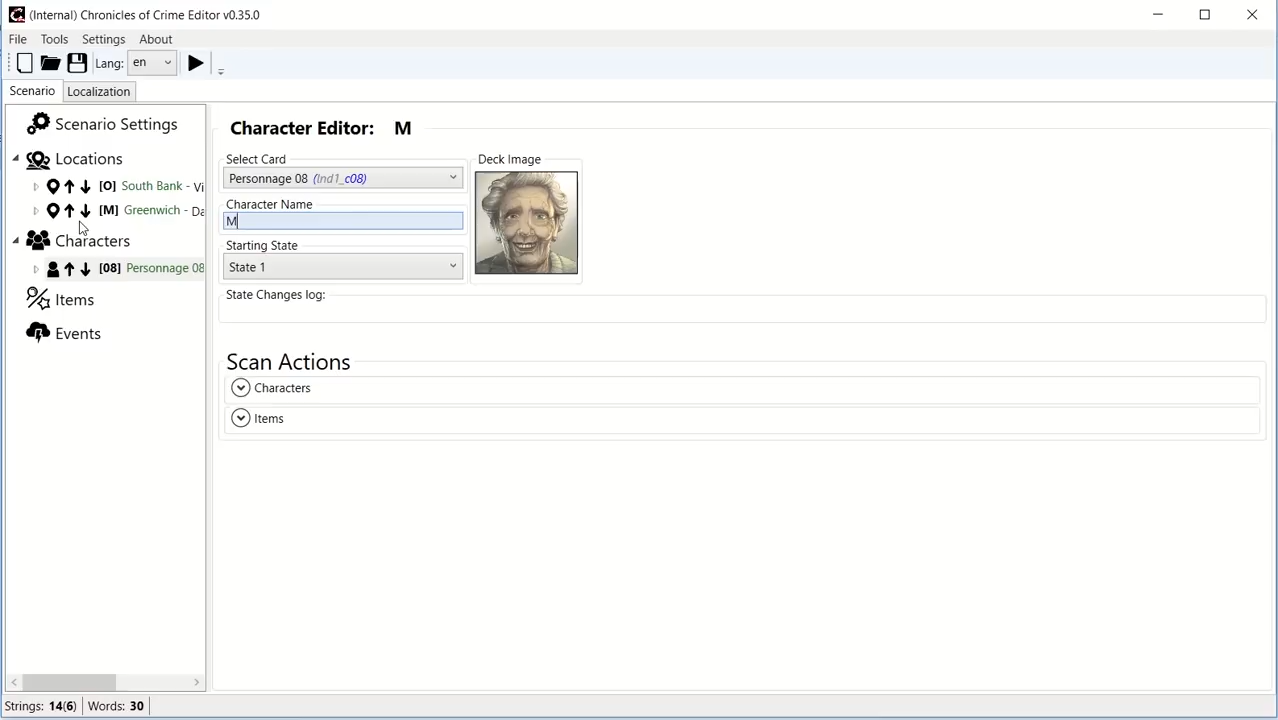 (Internal) Chronicles of Crime Editor v0.35.0
File Tools Settings About
Lang: en
Scenario Localization
Scenario Settings
Locations
[O] South Bank - Vi
[M] Greenwich - Da
Characters
[08] Personnage 08
Items
Events
Character Editor: M
Select Card
Personnage 08 (lnd1_c08)
Character Name
M
Starting State
State 1
Deck Image
State Changes log:
Scan Actions
Characters
Items
Strings: 14(6) Words: 30